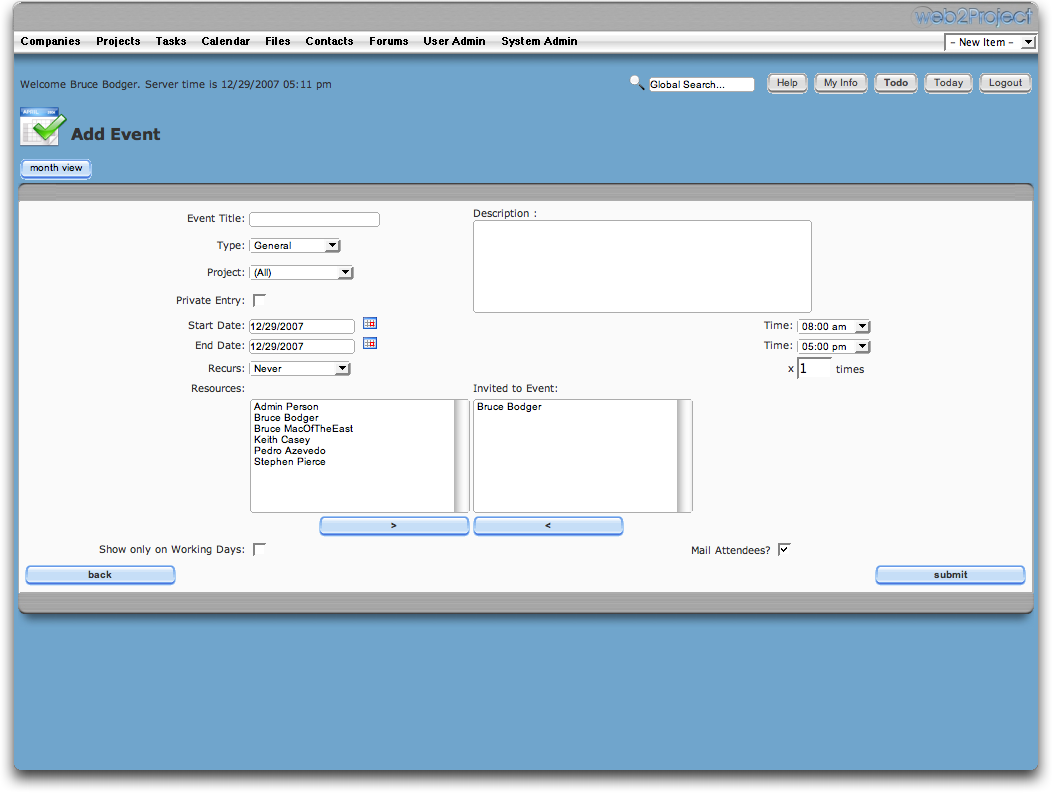 web2Project
Companies Projects Tasks Calendar Files Contacts Forums User Admin System Admin - New Item -
Welcome Bruce Bodger. Server time is 12/29/2007 05:11 pm Global Search... Help My Info Todo Today Logout
Add Event
month view
Event Title: Description :
Type: General
Project: (All)
Private Entry:
Start Date: 12/29/2007 Time: 08:00 am
End Date: 12/29/2007 Time: 05:00 pm
Recurs: Never x 1 times
Resources: Invited to Event:
Admin Person Bruce Bodger
Bruce Bodger
Bruce MacOfTheEast
Keith Casey
Pedro Azevedo
Stephen Pierce
> <
Show only on Working Days: Mail Attendees?
back submit